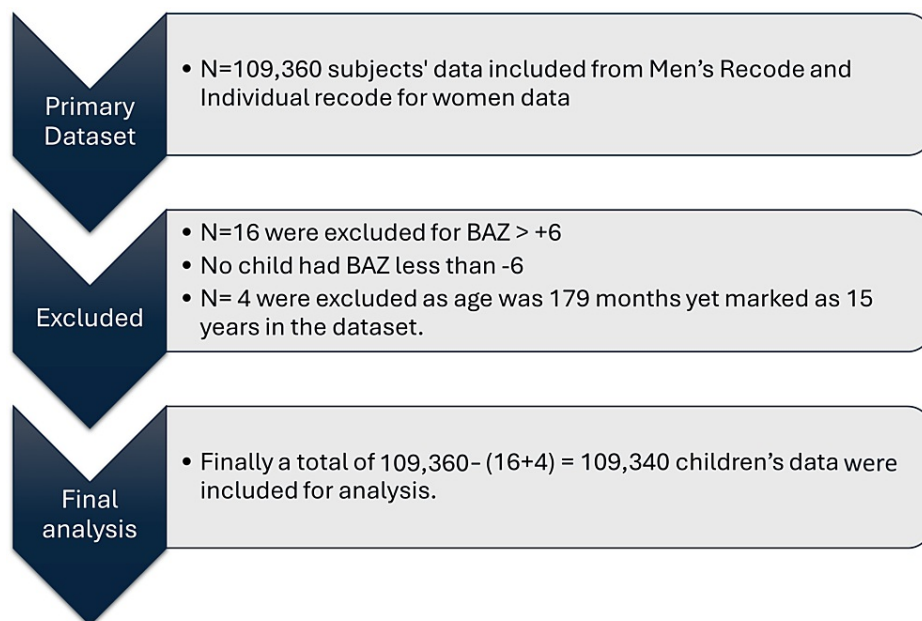 Primary
Dataset
• N=109,360 subjects' data included from Men's Recode and
Individual recode for women data
Excluded
• N=16 were excluded for BAZ > +6
• No child had BAZ less than -6
• N= 4 were excluded as age was 179 months yet marked as 15
years in the dataset.
Final
analysis
• Finally a total of 109,360- (16+4) = 109,340 children's data were
included for analysis.